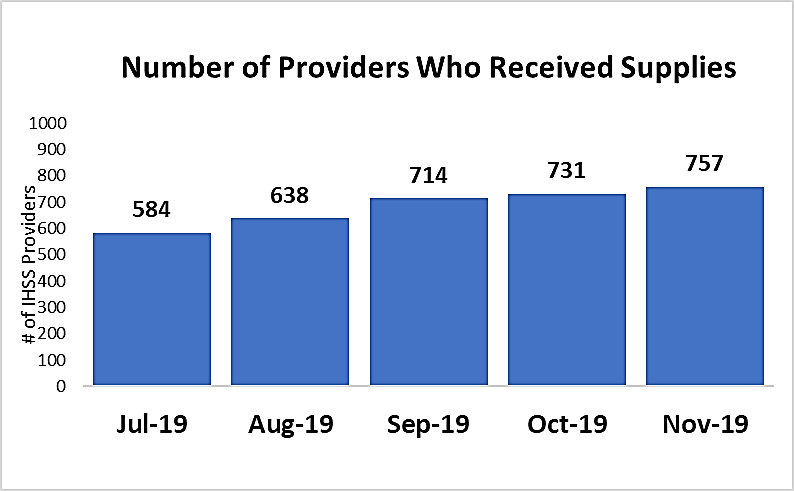 Number of Providers Who Received Supplies
# of IHSS Providers
1000
900
800
700
600
500
400
300
200
100
0
584
638
714
731
757
Jul-19
Aug-19
Sep-19
Oct-19
Nov-19